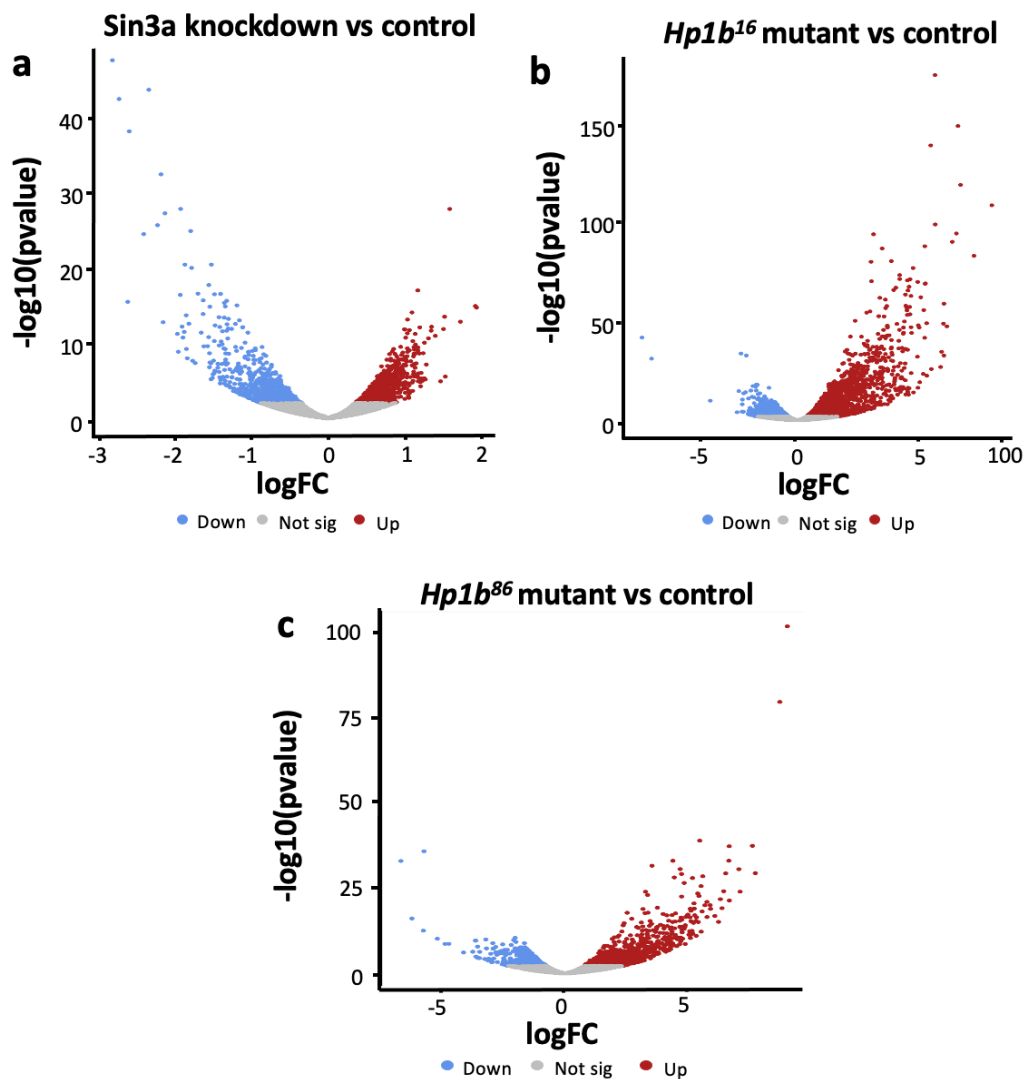 Sin3a knockdown vs control
a
-log10(pvalue)
40
30
20
10
0
-3 -2 -1 0 1 2
logFC
Down Not sig Up
Hp1b16 mutant vs control
b
-log10(pvalue)
150
100
50
0
-5 0 5 100
logFC
Down Not sig Up
Hp1b86 mutant vs control
c
-log10(pvalue)
100
75
50
25
0
-5 0 5
logFC
Down Not sig Up